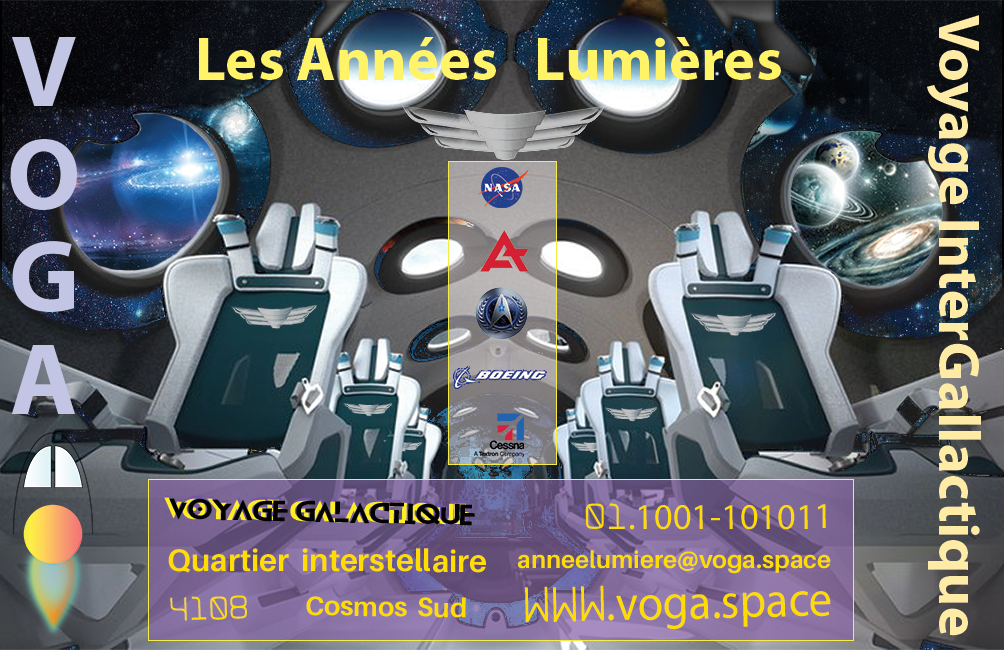 VOGA
Les Années Lumières
Voyage InterGallactique
NASA
BOEING
Cessna
A Textron Company
VOYAGE GALACTIQUE
01.1001-101011
Quartier interstellaire
anneelumiere@voga.space
4108
Cosmos Sud
WWW.voga.space